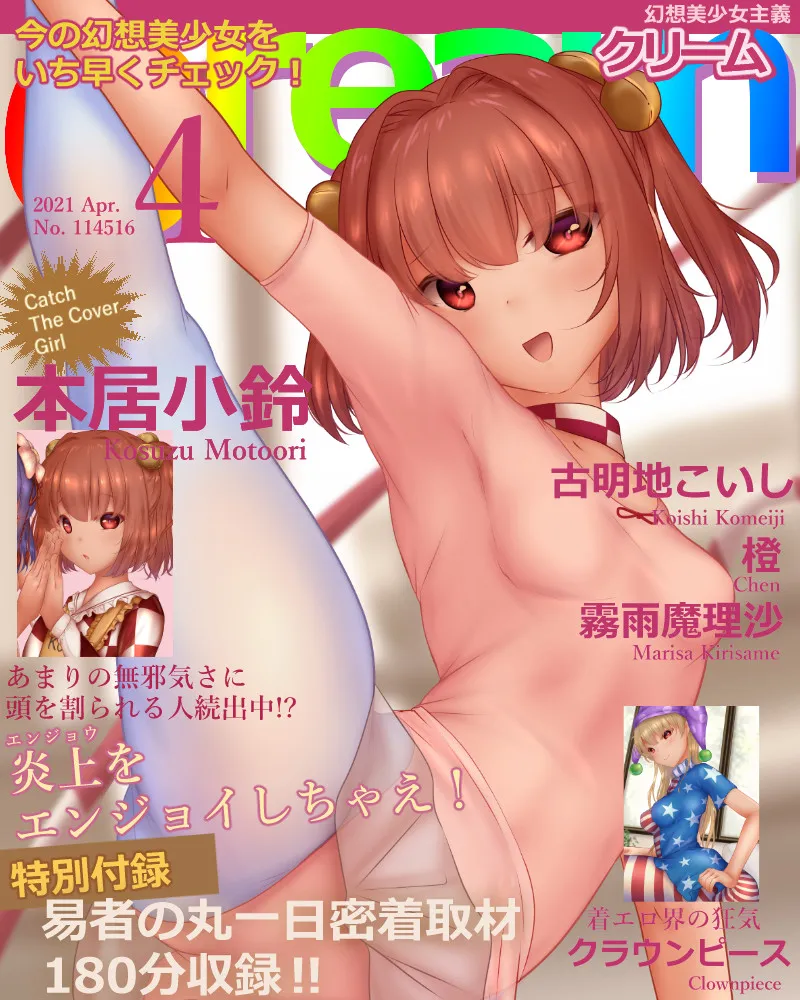 幻想美少女主義
クリーム
今の幻想美少女を
いち早くチェック！
cream
2021 Apr.
No. 114516
4
Catch
The Cover
Girl
本居小鈴
Kosuzu Motoori
古明地こいし
Koishi Komeiji
橙
Chen
霧雨魔理沙
Marisa Kirisame
あまりの無邪気さに
頭を割られる人続出中!?
エンジョウ
炎上を
エンジョイしちゃえ！
特別付録
易者の丸一日密着取材
180分収録!!
着エロ界の狂気
クラウンピース
Clownpiece